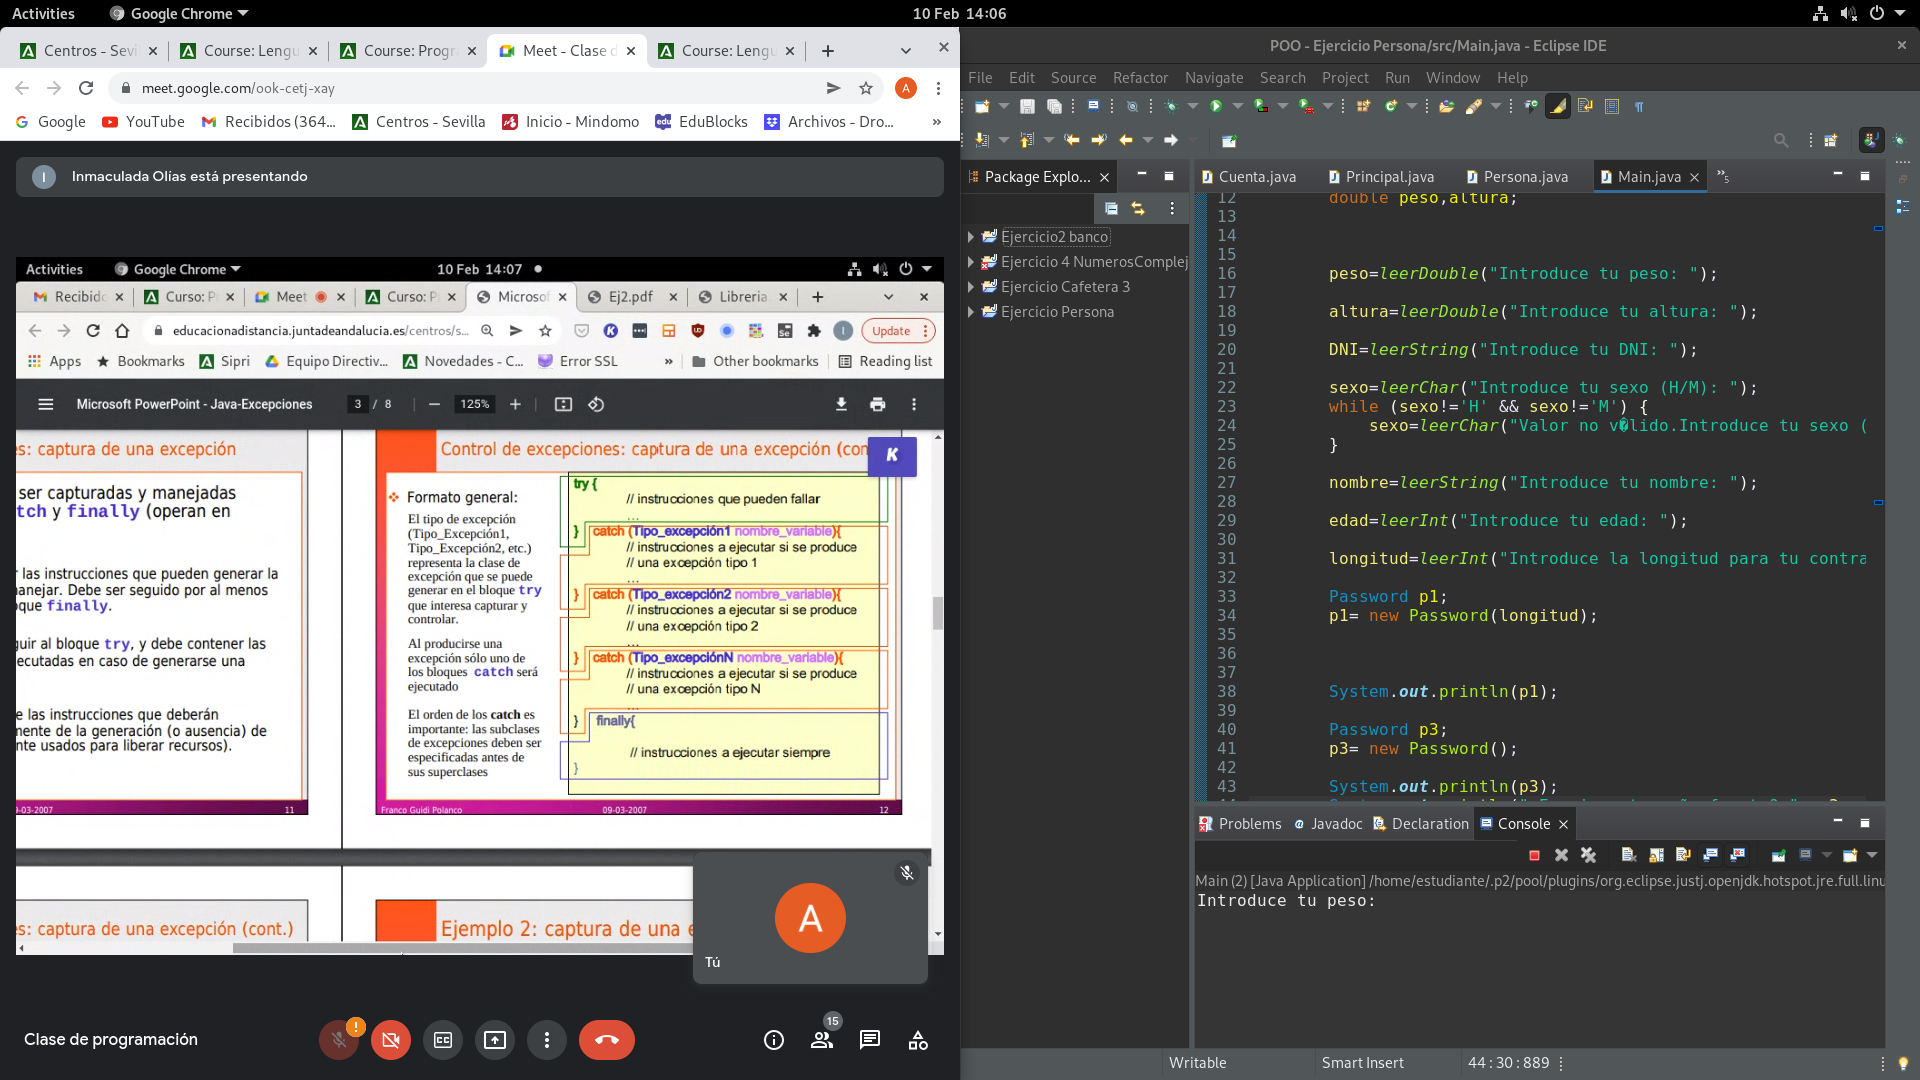 Activities
Google Chrome
10 Feb 14:06
Centros - Sevi
Course: Lengu
Course: Progra
Meet - Clase d
Course: Lengu
meet.google.com/ook-cetj-xay
A
Google
YouTube
Recibidos (364...
Centros - Sevilla
Inicio - Mindomo
EduBlocks
Archivos - Dro...
»
I
Inmaculada Olías está presentando
Activities
Google Chrome
10 Feb 14:07
Recibido
Curso: P
Meet
Curso: P
Microsof
Ej2.pdf
Libreria.
educacionadistancia.juntadeandalucia.es/centros/s...
I
Update
Apps
Bookmarks
Sipri
Equipo Directiv...
Novedades - C...
Error SSL
»
Other bookmarks
Reading list
Microsoft PowerPoint - Java-Excepciones
3 / 8
125%
es: captura de una excepción
ser capturadas y manejadas
tch y finally (operan en
r las instrucciones que pueden generar la
manejar. Debe ser seguido por al menos
oque finally.
guir al bloque try, y debe contener las
ecutadas en caso de generarse una
e las instrucciones que deberán
mente de la generación (o ausencia) de
nte usados para liberar recursos).
9-03-2007
11
Control de excepciones: captura de una excepción (con
K
Formato general:
El tipo de excepción
(Tipo_Excepción1,
Tipo_Excepción2, etc.)
representa la clase de
excepción que se puede
generar en el bloque try
que interesa capturar y
controlar.
Al producirse una
excepción sólo uno de
los bloques catch será
ejecutado
El orden de los catch es
importante: las subclases
de excepciones deben ser
especificadas antes de
sus superclases
try {
// instrucciones que pueden fallar
...
} catch (Tipo_excepción1 nombre_variable){
// instrucciones a ejecutar si se produce
// una excepción tipo 1
...
} catch (Tipo_excepción2 nombre_variable){
// instrucciones a ejecutar si se produce
// una excepción tipo 2
...
} catch (Tipo_excepciónN nombre_variable){
// instrucciones a ejecutar si se produce
// una excepción tipo N
...
} finally{
// instrucciones a ejecutar siempre
}
Franco Guidi Polanco
09-03-2007
12
es: captura de una excepción (cont.)
Ejemplo 2: captura de una e
A
Tú
Clase de programación
!
15
POO - Ejercicio Persona/src/Main.java - Eclipse IDE
File Edit Source Refactor Navigate Search Project Run Window Help
Package Explo...
Ejercicio2 banco
Ejercicio 4 NumerosComplej
Ejercicio Cafetera 3
Ejercicio Persona
Cuenta.java
Principal.java
Persona.java
Main.java
»5
12 double peso,altura;
13
14
15
16 peso=leerDouble("Introduce tu peso: ");
17
18 altura=leerDouble("Introduce tu altura: ");
19
20 DNI=leerString("Introduce tu DNI: ");
21
22 sexo=leerChar("Introduce tu sexo (H/M): ");
23 while (sexo!='H' && sexo!='M') {
24 sexo=leerChar("Valor no v�lido.Introduce tu sexo (
25 }
26
27 nombre=leerString("Introduce tu nombre: ");
28
29 edad=leerInt("Introduce tu edad: ");
30
31 longitud=leerInt("Introduce la longitud para tu contra
32
33 Password p1;
34 p1= new Password(longitud);
35
36
37
38 System.out.println(p1);
39
40 Password p3;
41 p3= new Password();
42
43 System.out.println(p3);
Problems
Javadoc
Declaration
Console
Main (2) [Java Application] /home/estudiante/.p2/pool/plugins/org.eclipse.justj.openjdk.hotspot.jre.full.linu
Introduce tu peso:
Writable
Smart Insert
44 : 30 : 889